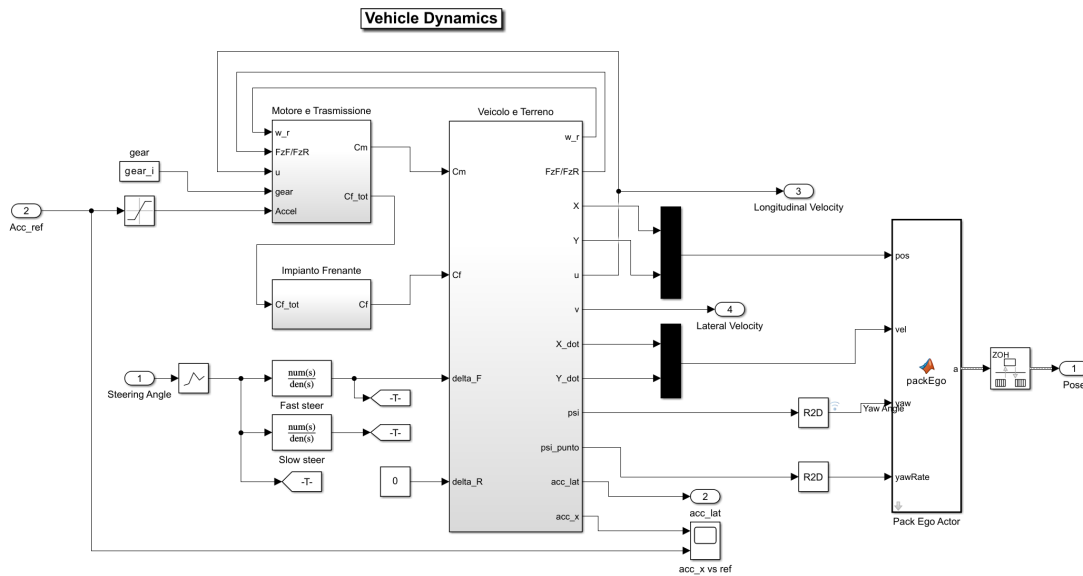 Vehicle Dynamics
Motore e Trasmissione
w_r
FzF/FzR
u
gear
Accel
Cm
Cf_tot
gear
gear_i
2
Acc_ref
Impianto Frenante
Cf_tot
Cf
1
Steering Angle
num(s)
den(s)
Fast steer
-T-
num(s)
den(s)
Slow steer
-T-
-T-
0
Veicolo e Terreno
Cm
Cf
delta_F
delta_R
w_r
FzF/FzR
X
Y
u
v
X_dot
Y_dot
psi
psi_punto
acc_lat
acc_x
3
Longitudinal Velocity
4
Lateral Velocity
R2D
Yaw Angle
R2D
2
acc_lat
acc_x vs ref
pos
vel
yaw
yawRate
packEgo
a
Pack Ego Actor
ZOH
1
Pose